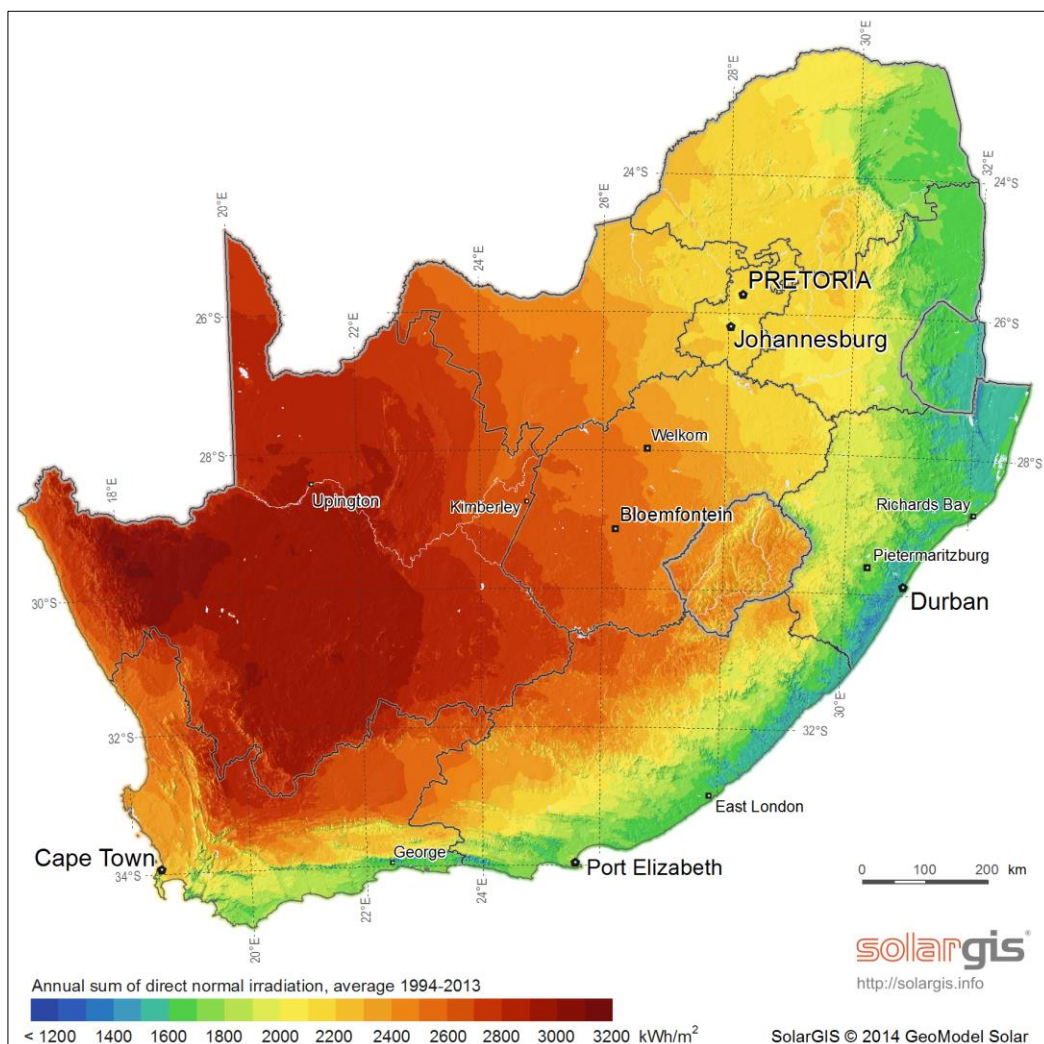 30°E
28°E
32°E
24°S
24°S
26°E
20°E
24°E
PRETORIA
26°S
22°E
26°S
Johannesburg
Welkom
28°S
28°S
18°E
Upington
Kimberley
Bloemfontein
Richards Bay
Pietermaritzburg
30°S
Durban
30°E
32°S
32°S
East London
George
Cape Town
Port Elizabeth
34°S
22°E
24°E
20°E
0 100 200 km
solargis®
http://solargis.info
Annual sum of direct normal irradiation, average 1994-2013
< 1200 1400 1600 1800 2000 2200 2400 2600 2800 3000 3200 kWh/m²
SolarGIS © 2014 GeoModel Solar